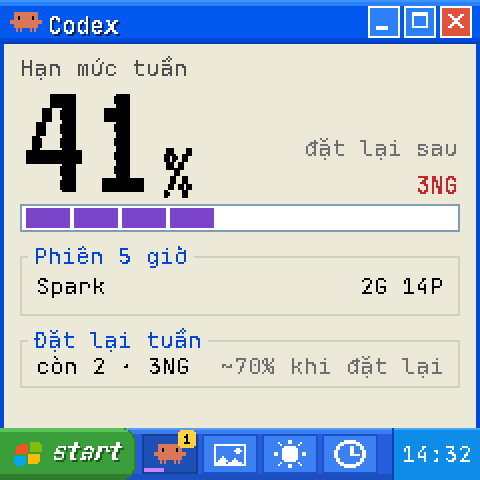 Codex
Hạn mức tuần
41%
đặt lại sau
3NG
Phiên 5 giờ
Spark 2G 14P
Đặt lại tuần
còn 2 · 3NG ~70% khi đặt lại
start 1 14:32